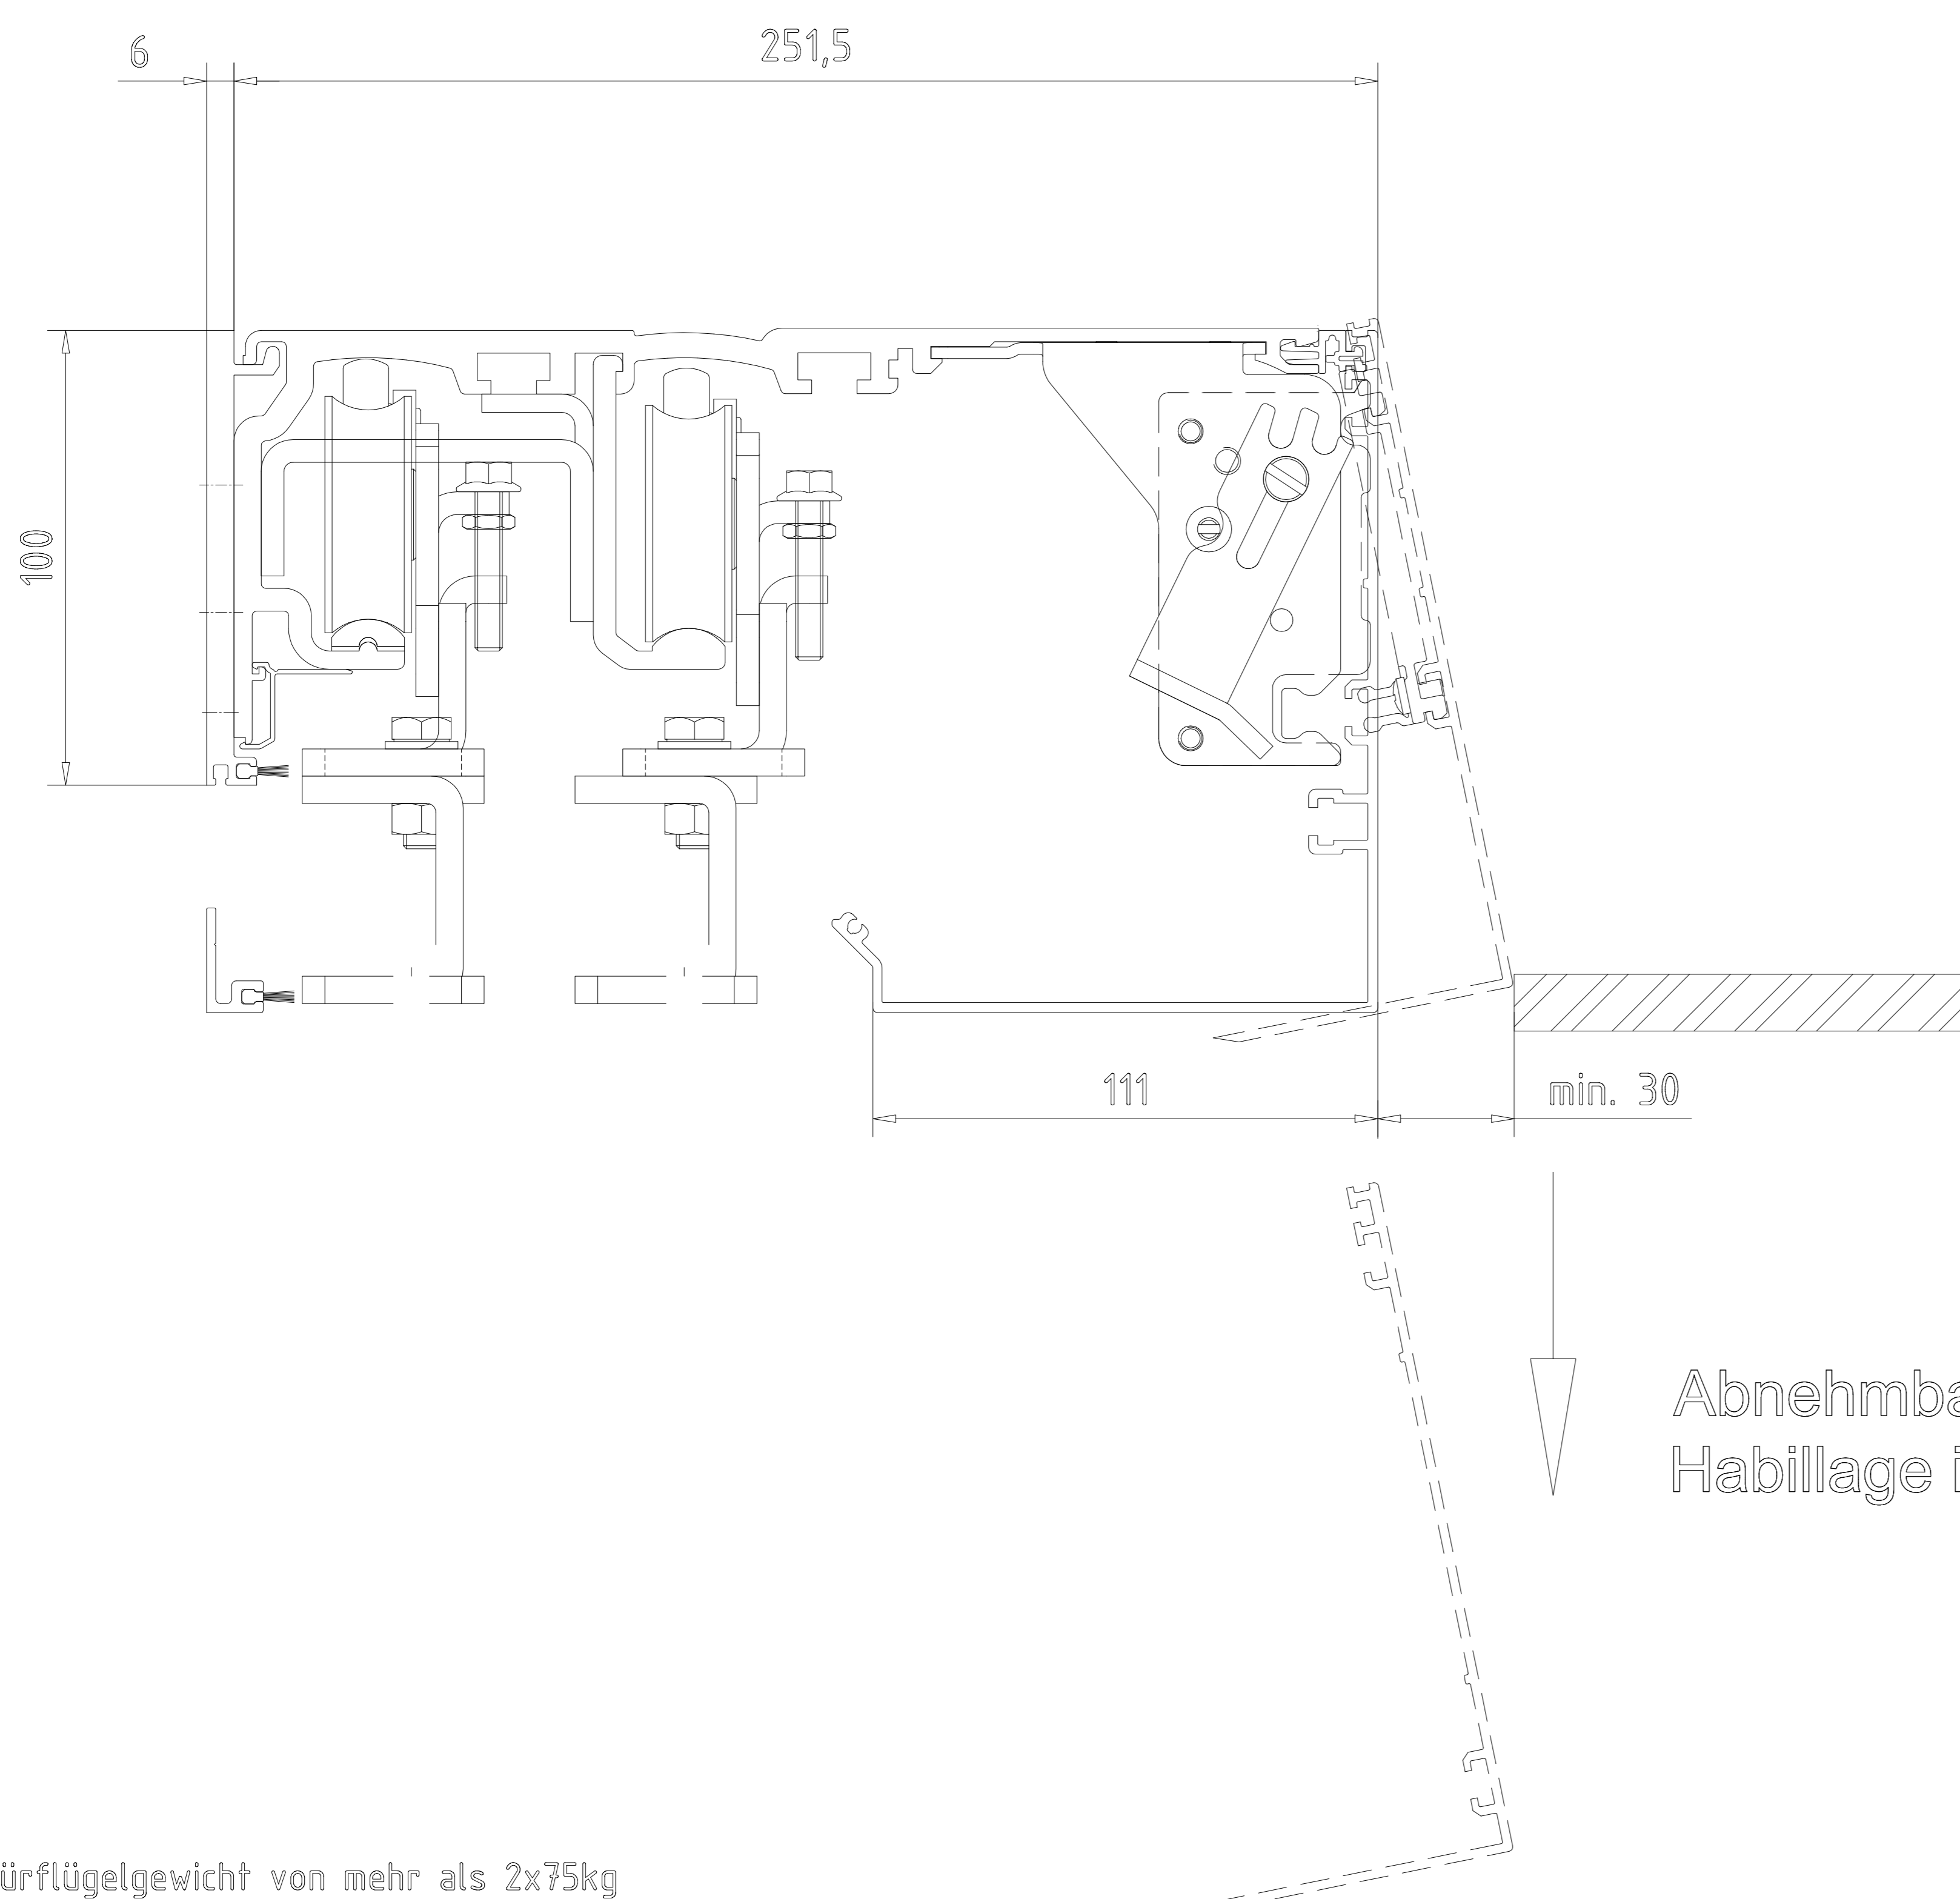 6
251,5
100
111
min. 30
Abnehmba
Habillage i
ürflügelgewicht von mehr als 2x75kg